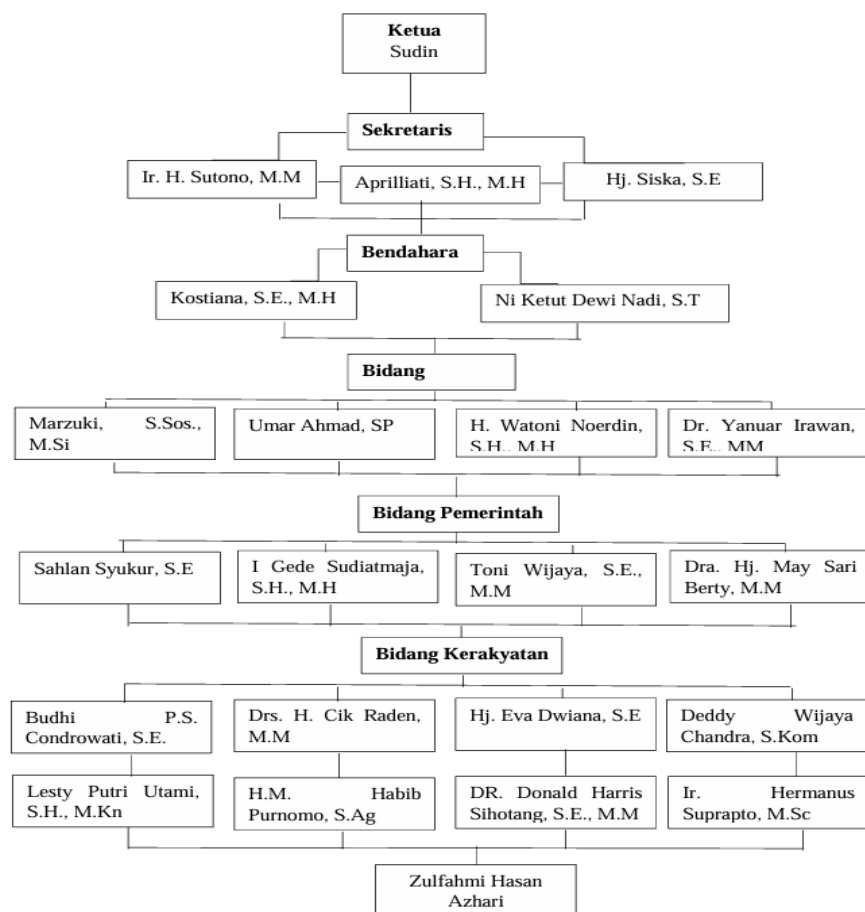 Ketua
Sudin
Sekretaris
Ir. H. Sutono, M.M
Aprilliati, S.H., M.H
Hj. Siska, S.E
Bendahara
Kostiana, S.E., M.H
Ni Ketut Dewi Nadi, S.T
Bidang
Marzuki, S.Sos.,
M.Si
Umar Ahmad, SP
H. Watoni Noerdin,
S.H., M.H
Dr. Yanuar Irawan,
S.E., MM
Bidang Pemerintah
Sahlan Syukur, S.E
I Gede Sudiatmaja,
S.H., M.H
Toni Wijaya, S.E.,
M.M
Dra. Hj. May Sari
Berty, M.M
Bidang Kerakyatan
Budhi P.S.
Condrowati, S.E.
Drs. H. Cik Raden,
M.M
Hj. Eva Dwiana, S.E
Deddy Wijaya
Chandra, S.Kom
Lesty Putri Utami,
S.H., M.Kn
H.M. Habib
Purnomo, S.Ag
DR. Donald Harris
Sihotang, S.E., M.M
Ir. Hermanus
Suprapto, M.Sc
Zulfahmi Hasan
Azhari